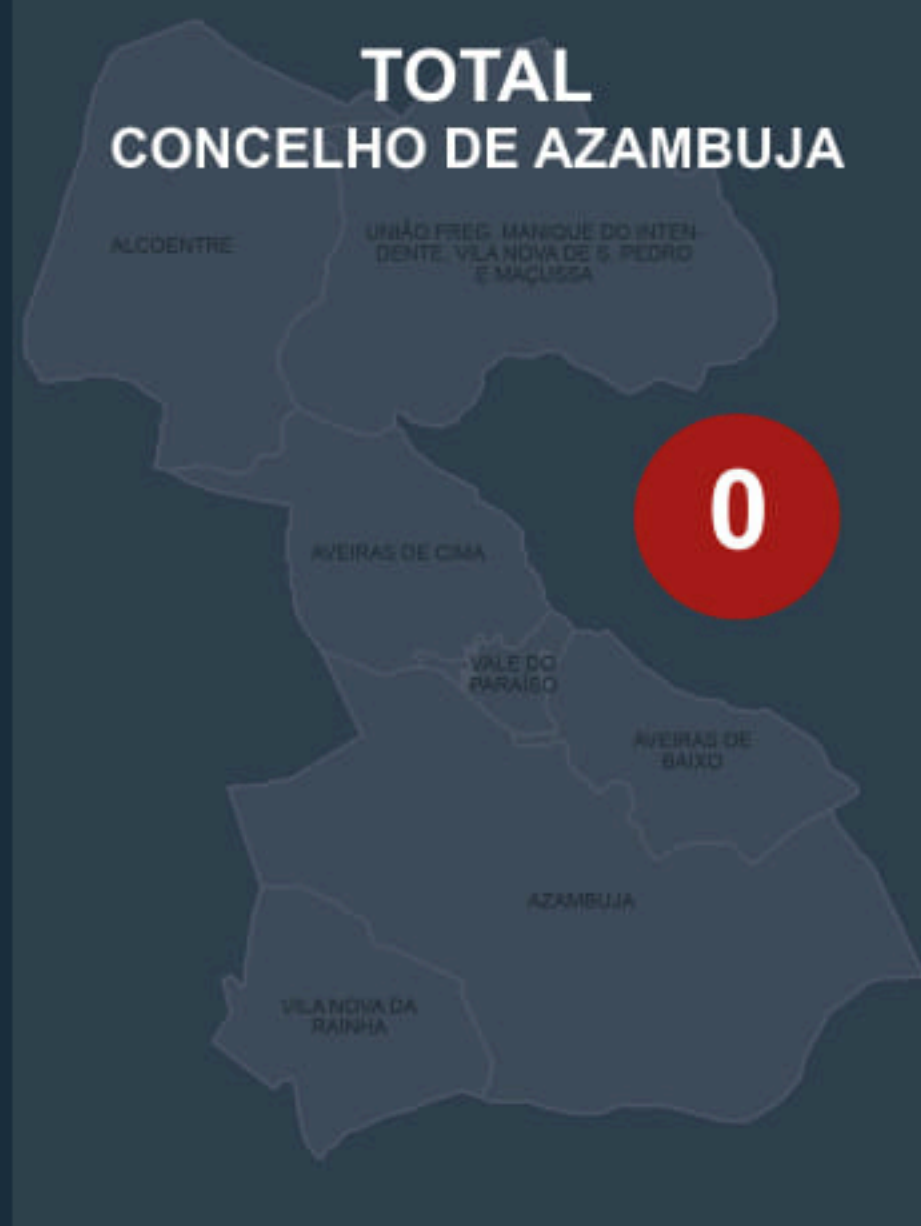 TOTAL
CONCELHO DE AZAMBUJA
ALCOENTRE
UNIÃO FREG. MANIQUE DO INTEN-
DENTE, VILA NOVA DE S. PEDRO
E MAÇUSSA
0
AVEIRAS DE CIMA
VALE DO
PARAÍSO
AVEIRAS DE
BAIXO
AZAMBUJA
VILA NOVA DA
RAÍNHA